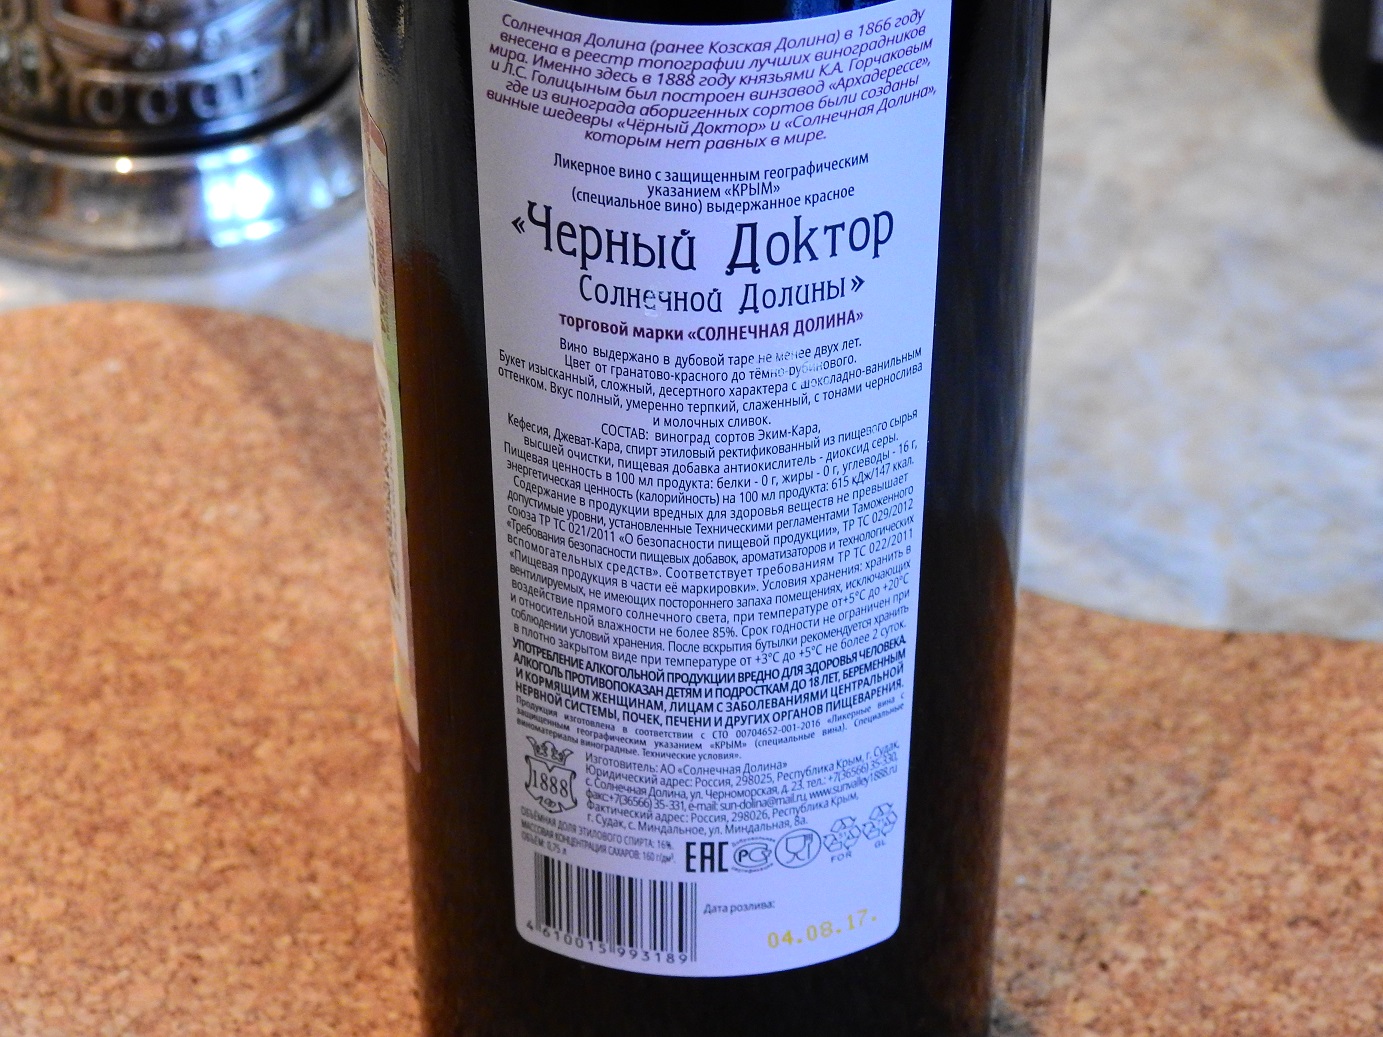 Солнечная Долина (ранее Козская Долина) в 1866 году
внесена в реестр топографии лучших виноградников
мира. Именно здесь в 1888 году князьями К.А. Горчаковым
и Л.С. Голицыным был построен винзавод «Архадерессе»,
где из винограда аборигенных сортов были созданы
винные шедевры «Чёрный Доктор» и «Солнечная Долина»,
которым нет равных в мире.
Ликерное вино с защищенным географическим
указанием «КРЫМ»
(специальное вино) выдержанное красное
«Черный Доктор
Солнечной Долины»
торговой марки «СОЛНЕЧНАЯ ДОЛИНА»
Вино выдержано в дубовой таре не менее двух лет.
Цвет от гранатово-красного до тёмно-рубинового.
Букет изысканный, сложный, десертного характера с шоколадно-ванильным
оттенком. Вкус полный, умеренно терпкий, слаженный, с тонами чернослива
и молочных сливок.
СОСТАВ: виноград сортов Эким-Кара,
Кефесия, Джеват-Кара, спирт этиловый ректификованный из пищевого сырья
высшей очистки, пищевая добавка антиокислитель - диоксид серы.
Пищевая ценность в 100 мл продукта: белки - 0 г, жиры - 0 г, углеводы - 16 г,
энергетическая ценность (калорийность) на 100 мл продукта: 615 кДж/147 ккал.
Содержание в продукции вредных для здоровья веществ не превышает
допустимые уровни, установленные Техническими регламентами Таможенного
союза ТР ТС 021/2011 «О безопасности пищевой продукции», ТР ТС 029/2012
«Требования безопасности пищевых добавок, ароматизаторов и технологических
вспомогательных средств». Соответствует требованиям ТР ТС 022/2011
«Пищевая продукция в части её маркировки». Условия хранения: хранить в
вентилируемых, не имеющих постороннего запаха помещениях, исключающих
воздействие прямого солнечного света, при температуре от+5°С до +20°С
и относительной влажности не более 85%. Срок годности не ограничен при
соблюдении условий хранения. После вскрытия бутылки рекомендуется хранить
в плотно закрытом виде при температуре от +3°С до +5°С не более 2 суток.
УПОТРЕБЛЕНИЕ АЛКОГОЛЬНОЙ ПРОДУКЦИИ ВРЕДНО ДЛЯ ЗДОРОВЬЯ ЧЕЛОВЕКА.
АЛКОГОЛЬ ПРОТИВОПОКАЗАН ДЕТЯМ И ПОДРОСТКАМ ДО 18 ЛЕТ, БЕРЕМЕННЫМ
И КОРМЯЩИМ ЖЕНЩИНАМ, ЛИЦАМ С ЗАБОЛЕВАНИЯМИ ЦЕНТРАЛЬНОЙ
НЕРВНОЙ СИСТЕМЫ, ПОЧЕК, ПЕЧЕНИ И ДРУГИХ ОРГАНОВ ПИЩЕВАРЕНИЯ.
Продукция изготовлена в соответствии с СТО 00704652-001-2016 «Ликерные вина с
защищенным географическим указанием «КРЫМ» (специальные вина). Специальные
виноматериалы виноградные. Технические условия».
1888
Изготовитель: АО «Солнечная Долина»
Юридический адрес: Россия, 298025, Республика Крым, г. Судак,
с. Солнечная Долина, ул. Черноморская, д. 23. тел.: +7(36566) 35-330,
факс:+7(36566) 35-331, e-mail: sun-dolina@mail.ru, www.sunvalley1888.ru
Фактический адрес: Россия, 298026, Республика Крым,
г. Судак, с. Миндальное, ул. Миндальная, 8а.
ОБЪЁМНАЯ ДОЛЯ ЭТИЛОВОГО СПИРТА: 16%.
МАССОВАЯ КОНЦЕНТРАЦИЯ САХАРОВ: 160 г/дм³.
ОБЪЁМ: 0,75 л
ЕАС
РСТ
FOR
GL
Дата розлива:
04.08.17.
4 610015 993189